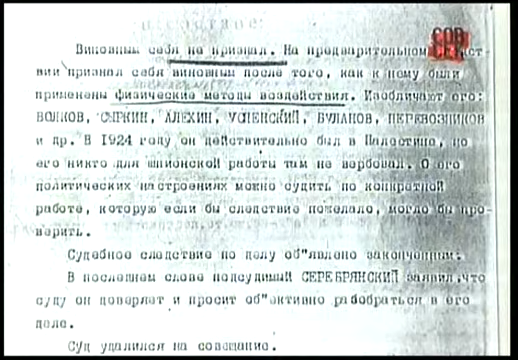 Виновным себя не признал. На предварительном
вии признал себя виновным после того, как к нему были
применены физические методы воздействия. Изобличают его:
ВОЛКОВ, СЫРКИН, АЛЕХИН, УСПЕНСКИЙ, БУЛАНОВ, ПЕРЕВОЗЧИКОВ
и др. В 1924 году он действительно был в Палестине, но
его никто для шпионской работы там не вербовал. О его
политических настроениях можно судить по конкретной
работе, которую если бы следствие пожелало, могло бы про-
верить.
Судебное следствие по делу об"явлено законченным.
В последнем слове подсудимый СЕРЕБРЯНСКИЙ заявил, что
суду он доверяет и просит об"ективно разобраться в его
деле.
Суд удалился на совещание.